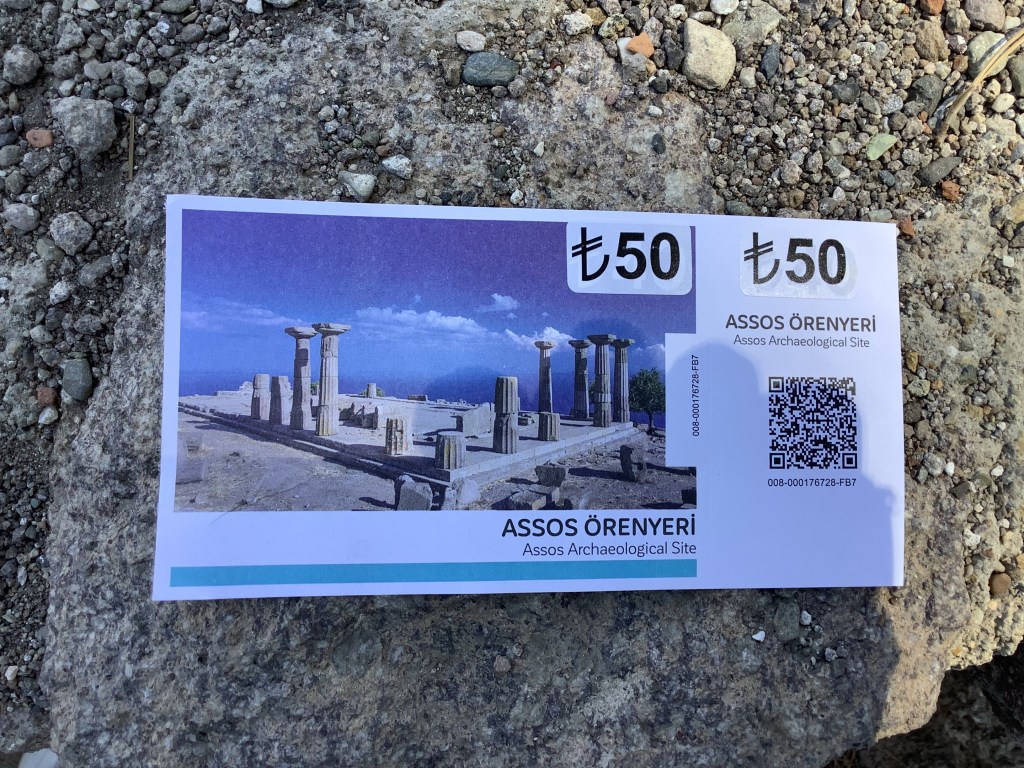 ₺50
ASSOS ÖRENYERİ
Assos Archaeological Site
008-000176728-FB7
₺50
ASSOS ÖRENYERİ
Assos Archaeological Site
008-000176728-FB7